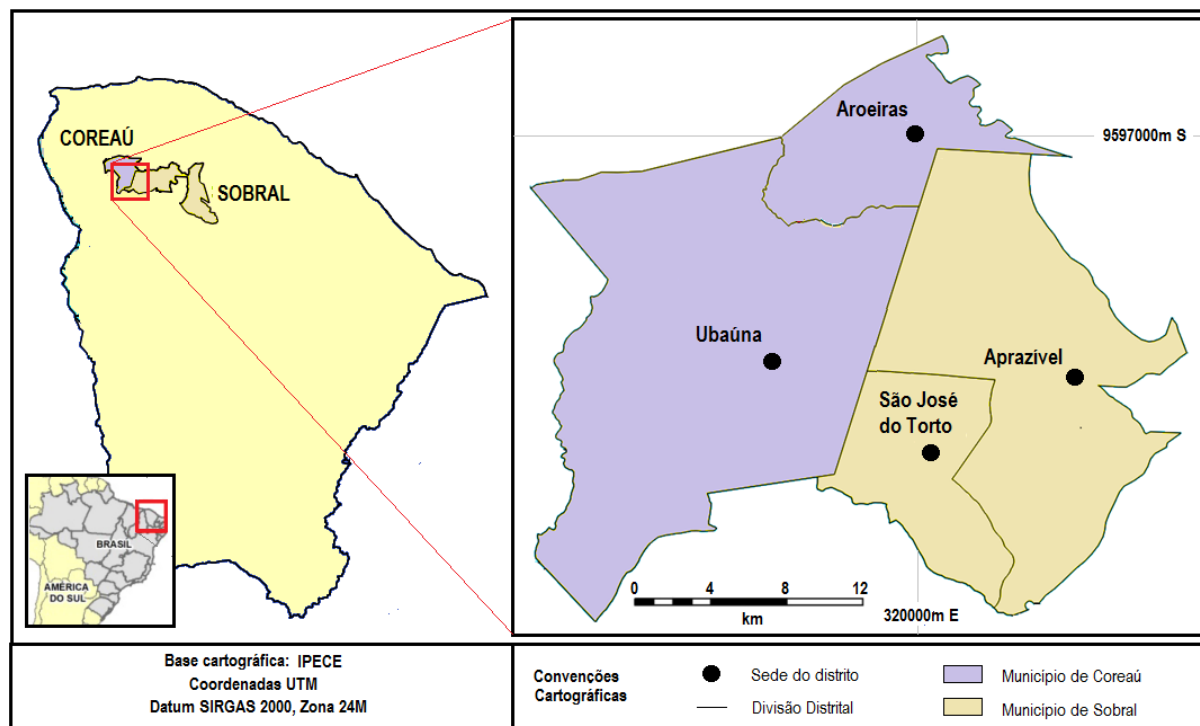 COREAÚ
SOBRAL
BRASIL
AMÉRICA
DO SUL
Aroeiras
9597000m S
Ubaúna
Aprazível
São José
do Torto
0 4 8 12
km
320000m E
Base cartográfica: IPECE
Coordenadas UTM
Datum SIRGAS 2000, Zona 24M
Convenções
Cartográficas
Sede do distrito
Divisão Distrital
Município de Coreaú
Município de Sobral